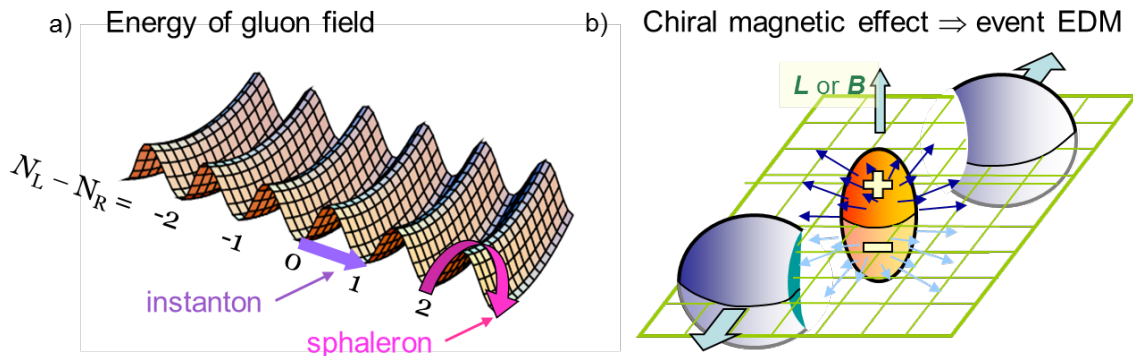 a) Energy of gluon field
N_L – N_R = -2 -1 0 1 2
instanton
sphaleron
b) Chiral magnetic effect ⇒ event EDM
L or B
+
−